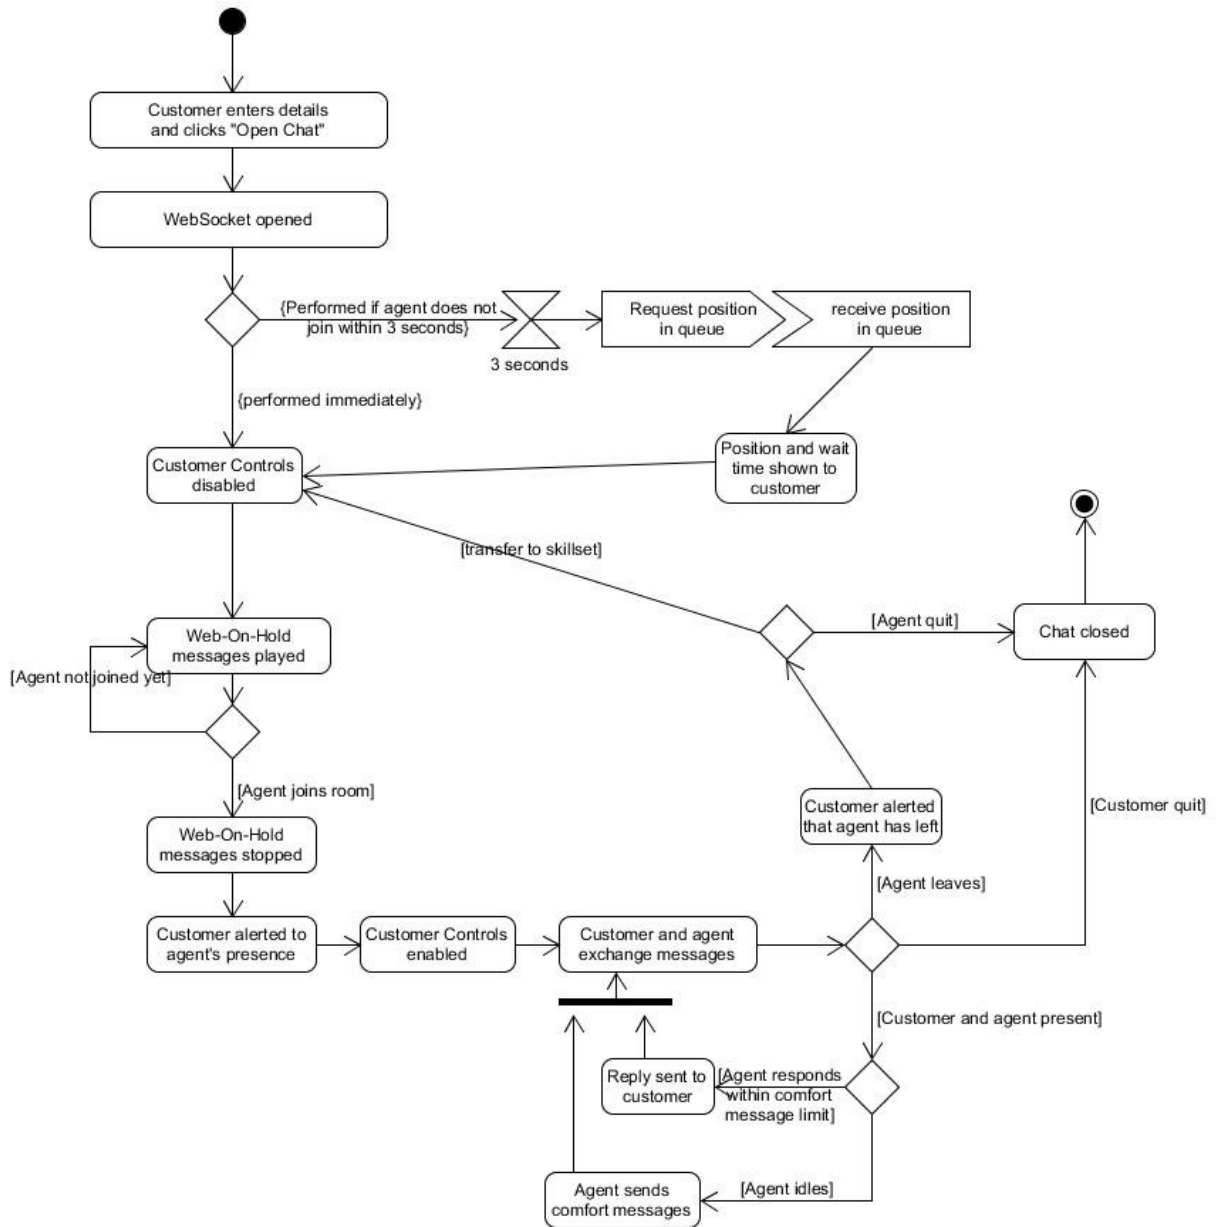 Customer enters details
and clicks "Open Chat"
WebSocket opened
{Performed if agent does not
join within 3 seconds}
3 seconds
Request position
in queue
receive position
in queue
{performed immediately}
Customer Controls
disabled
Position and wait
time shown to
customer
[transfer to skillset]
Web-On-Hold
messages played
[Agent not joined yet]
[Agent quit]
Chat closed
[Agent joins room]
Web-On-Hold
messages stopped
Customer alerted
that agent has left
[Customer quit]
[Agent leaves]
Customer alerted to
agent's presence
Customer Controls
enabled
Customer and agent
exchange messages
[Customer and agent present]
Reply sent to
customer
[Agent responds
within comfort
message limit]
Agent sends
comfort messages
[Agent idles]